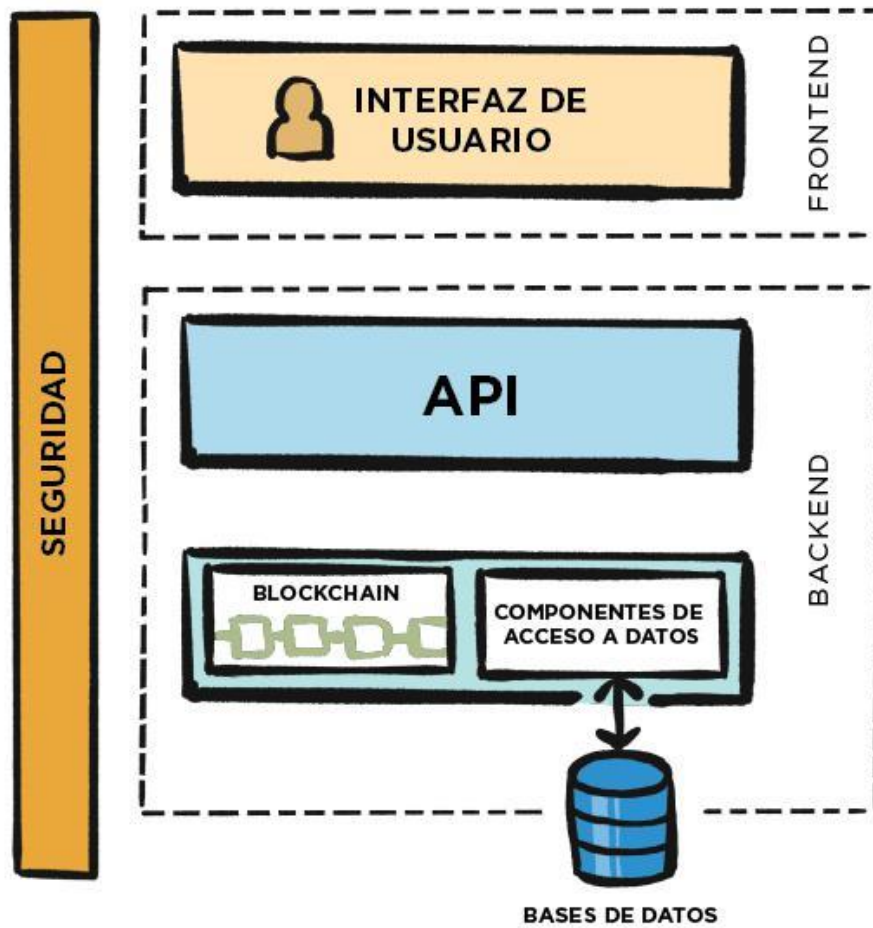 INTERFAZ DE
USUARIO
FRONTEND
SEGURIDAD
API
BACKEND
BLOCKCHAIN
COMPONENTES DE
ACCESO A DATOS
BASES DE DATOS